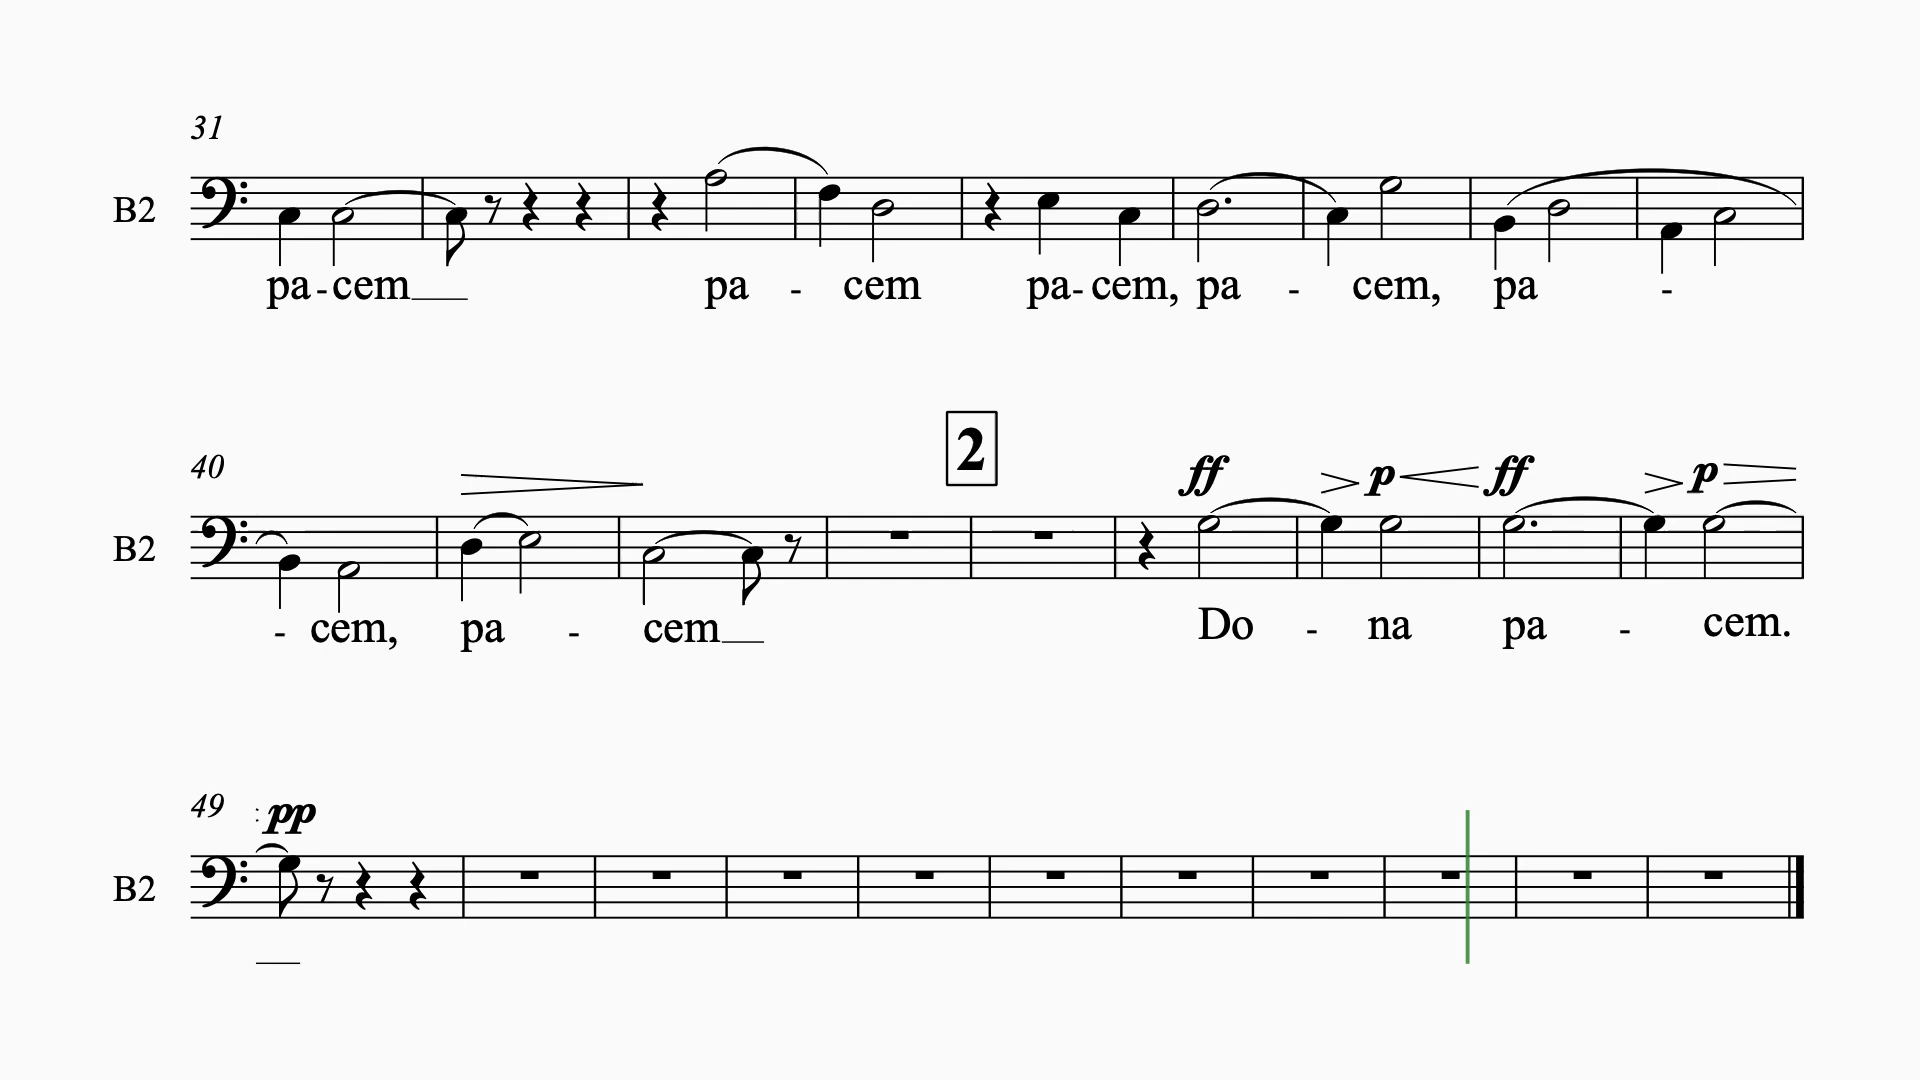 31
B2
pa - cem pa - cem pa - cem, pa - cem, pa -
2
40
ff p ff p
B2
- cem, pa - cem Do - na pa - cem.
49 pp
B2